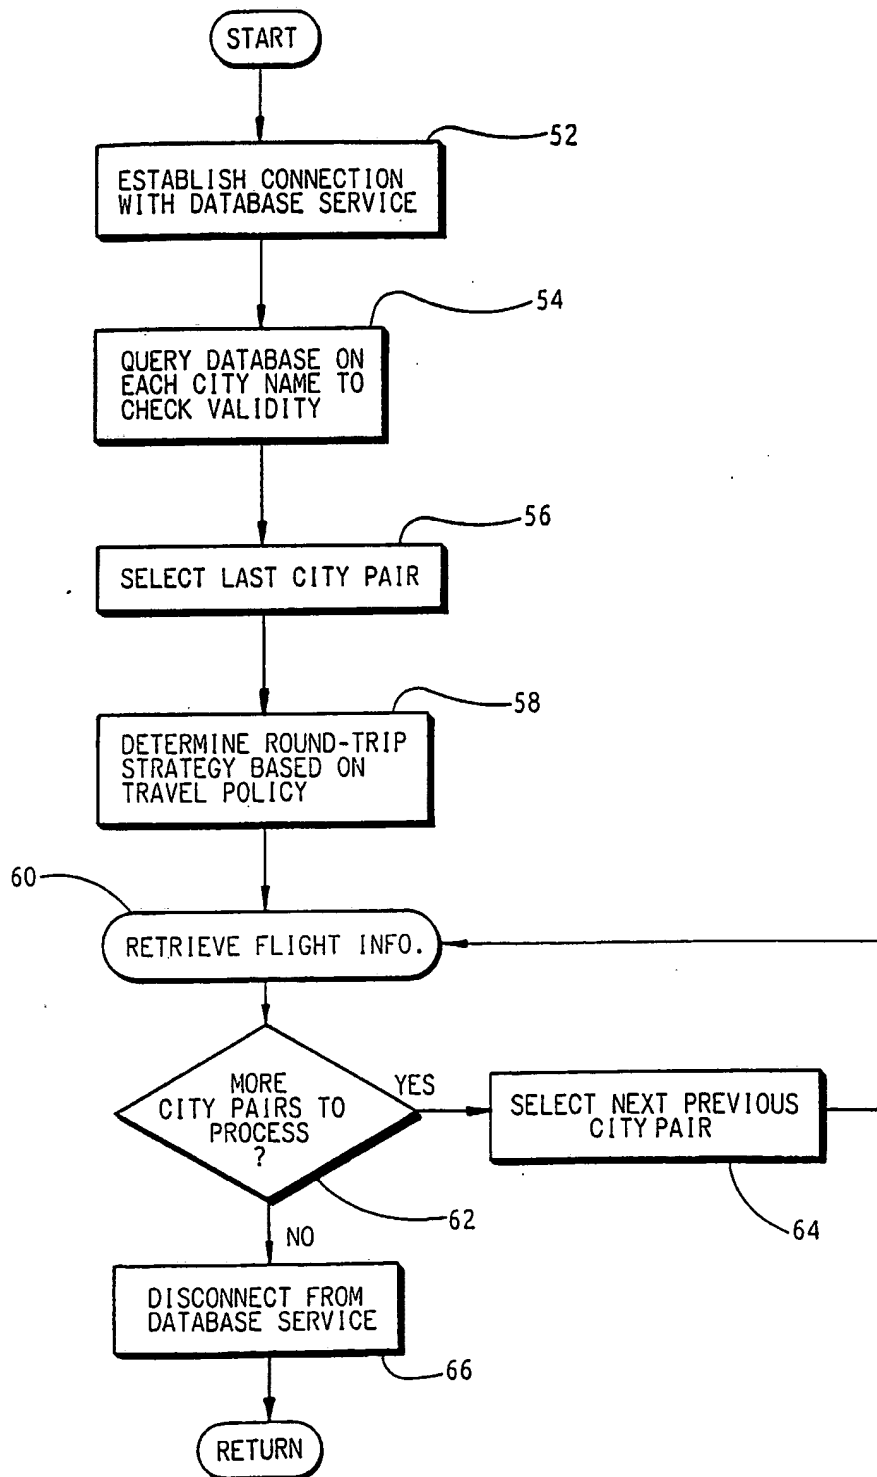 START
52
ESTABLISH CONNECTION
WITH DATABASE SERVICE
54
QUERY DATABASE ON
EACH CITY NAME TO
CHECK VALIDITY
56
SELECT LAST CITY PAIR
58
DETERMINE ROUND-TRIP
STRATEGY BASED ON
TRAVEL POLICY
60
RETRIEVE FLIGHT INFO.
MORE
CITY PAIRS TO
PROCESS
?
YES
SELECT NEXT PREVIOUS
CITY PAIR
62
64
NO
DISCONNECT FROM
DATABASE SERVICE
66
RETURN